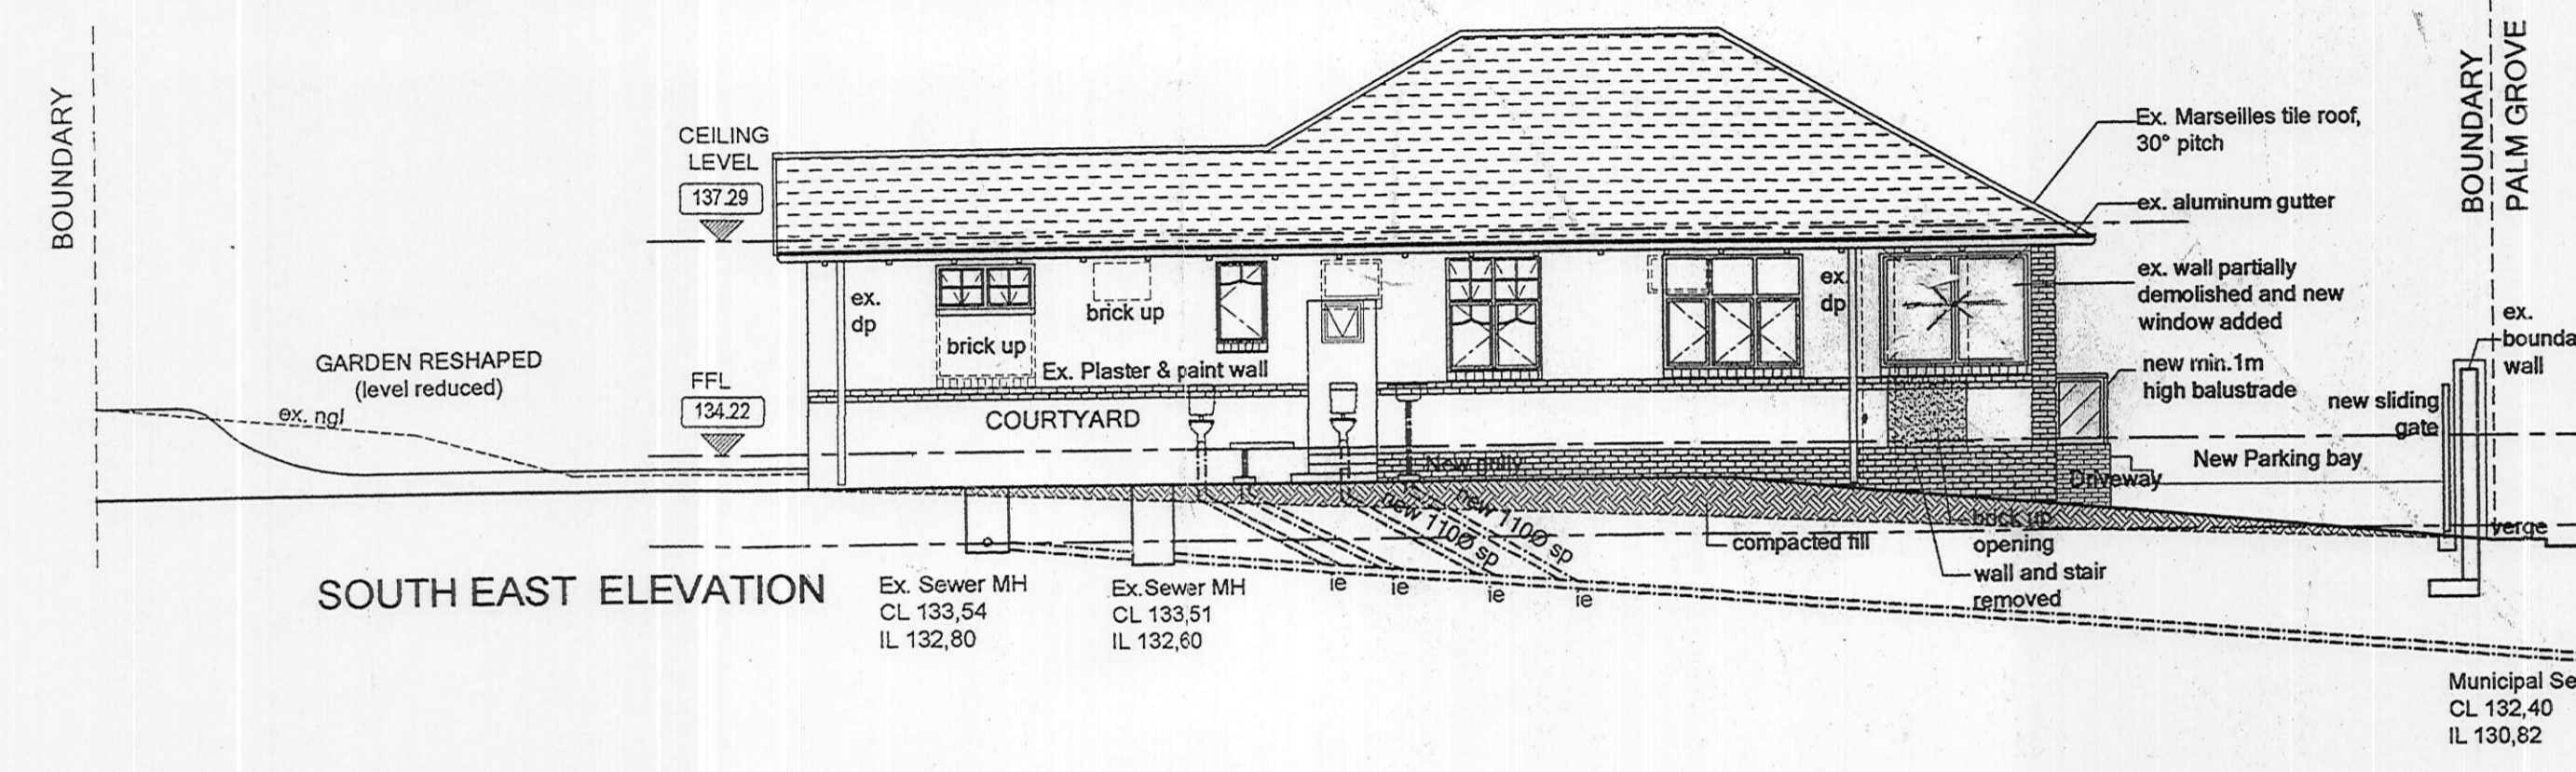 BOUNDARY
CEILING
LEVEL
137.29
GARDEN RESHAPED
(level reduced)
ex. ngl
FFL
134.22
ex.
dp
brick up
brick up
Ex. Plaster & paint wall
COURTYARD
ex.
dp
New gully
new 110Ø sp
new 110Ø sp
ie
ie
ie
ie
Ex. Marseilles tile roof,
30° pitch
ex. aluminum gutter
ex. wall partially
demolished and new
window added
new min.1m
high balustrade
new sliding
gate
New Parking bay
Driveway
brick up
opening
wall and stair
removed
compacted fill
BOUNDARY
PALM GROVE
ex.
bounda
wall
verge
SOUTH EAST ELEVATION
Ex. Sewer MH
CL 133,54
IL 132,80
Ex.Sewer MH
CL 133,51
IL 132,60
Municipal Se
CL 132,40
IL 130,82